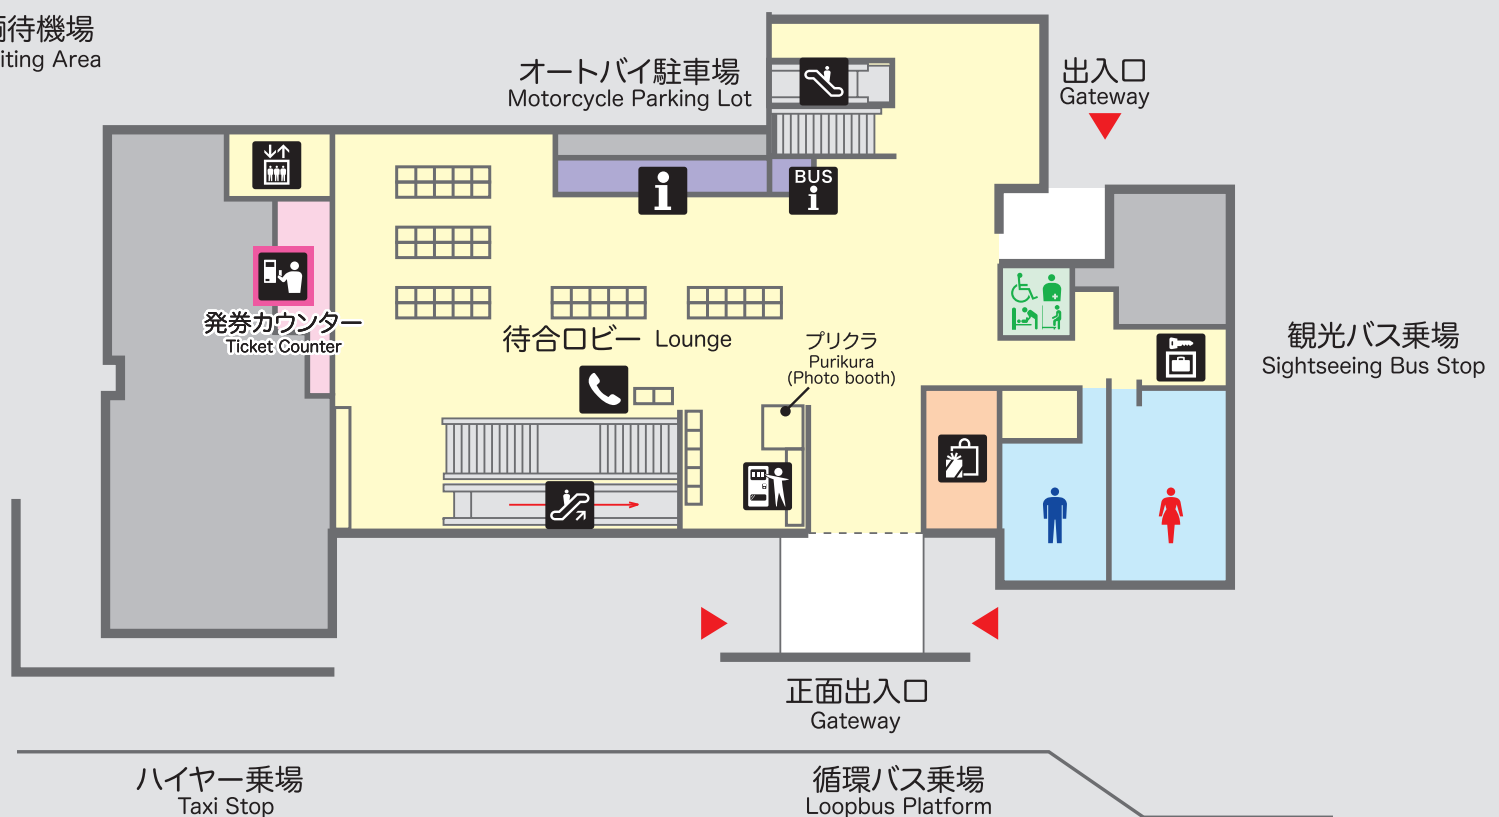 両待機場
iting Area
オートバイ駐車場
Motorcycle Parking Lot
出入口
Gateway
i
BUS
i
発券カウンター
Ticket Counter
待合ロビー Lounge
プリクラ
Purikura
(Photo booth)
観光バス乗場
Sightseeing Bus Stop
正面出入口
Gateway
ハイヤー乗場
Taxi Stop
循環バス乗場
Loopbus Platform